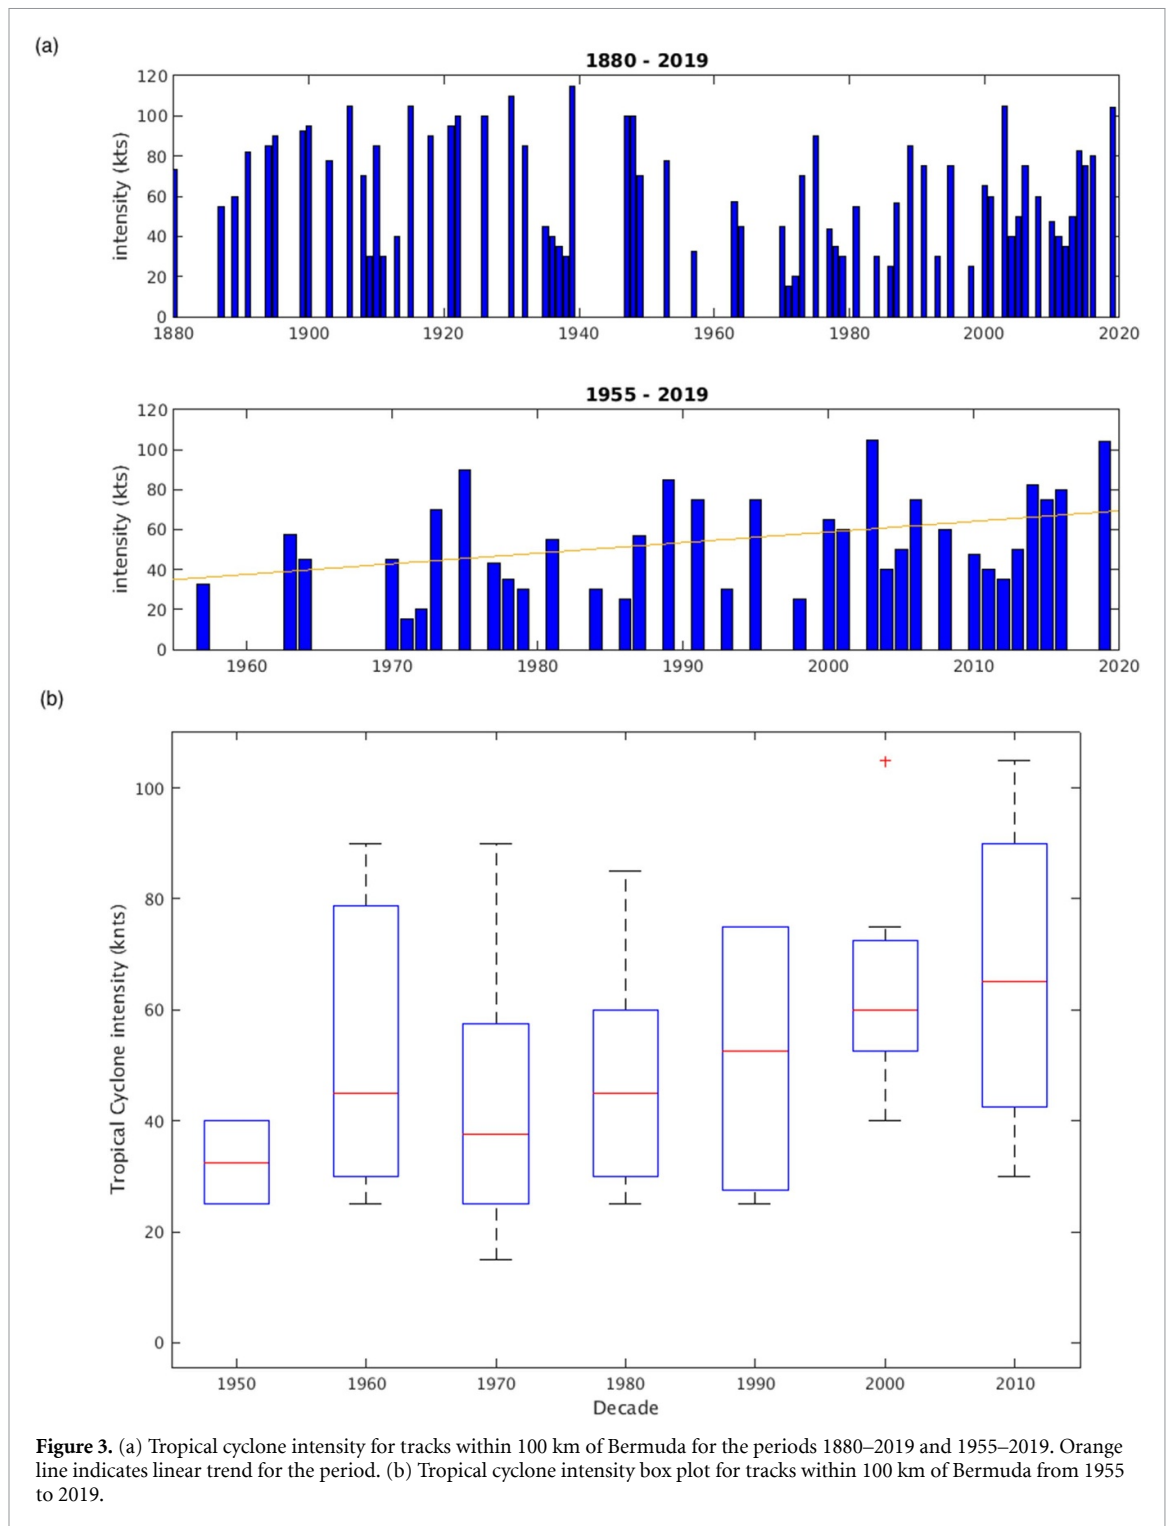 (a)
1880 - 2019
120
100
80
60
40
20
0
intensity (kts)
1880 1900 1920 1940 1960 1980 2000 2020
1955 - 2019
120
100
80
60
40
20
0
intensity (kts)
1960 1970 1980 1990 2000 2010 2020
(b)
100
80
60
40
20
0
Tropical Cyclone intensity (knts)
1950 1960 1970 1980 1990 2000 2010
Decade
Figure 3. (a) Tropical cyclone intensity for tracks within 100 km of Bermuda for the periods 1880–2019 and 1955–2019. Orange
line indicates linear trend for the period. (b) Tropical cyclone intensity box plot for tracks within 100 km of Bermuda from 1955
to 2019.